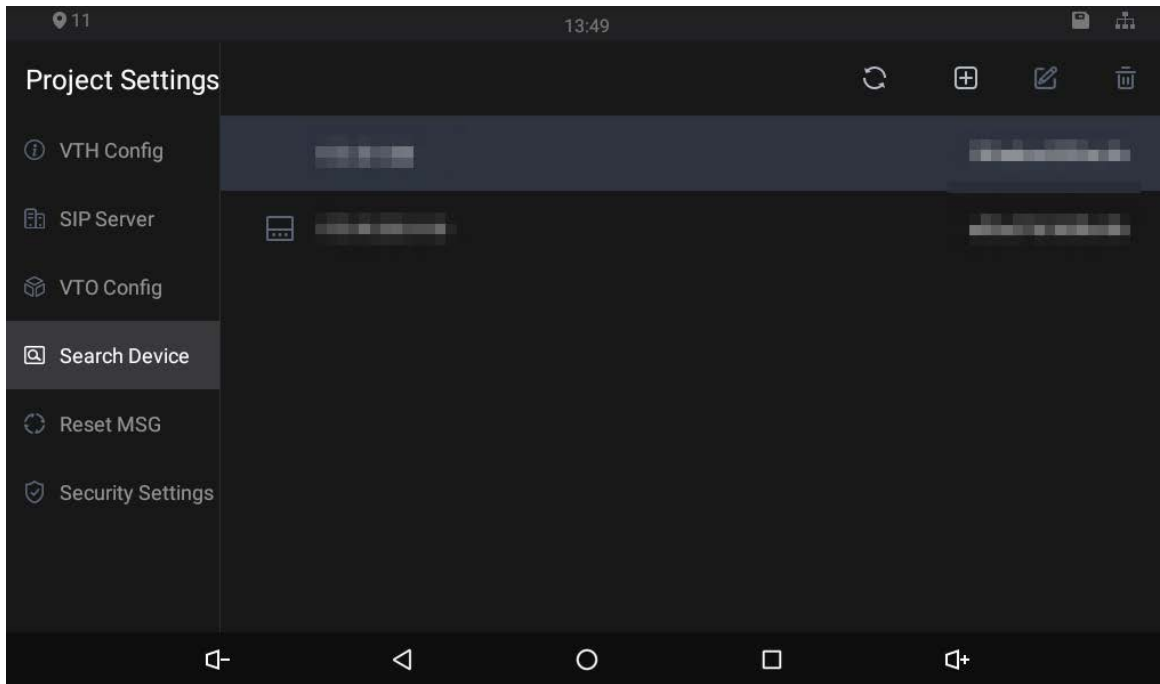 11
13:49
Project Settings
VTH Config
SIP Server
VTO Config
Search Device
Reset MSG
Security Settings